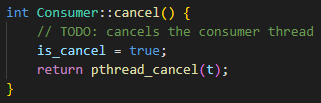 int Consumer::cancel() {
    // TODO: cancels the consumer thread
    is_cancel = true;
    return pthread_cancel(t);
}